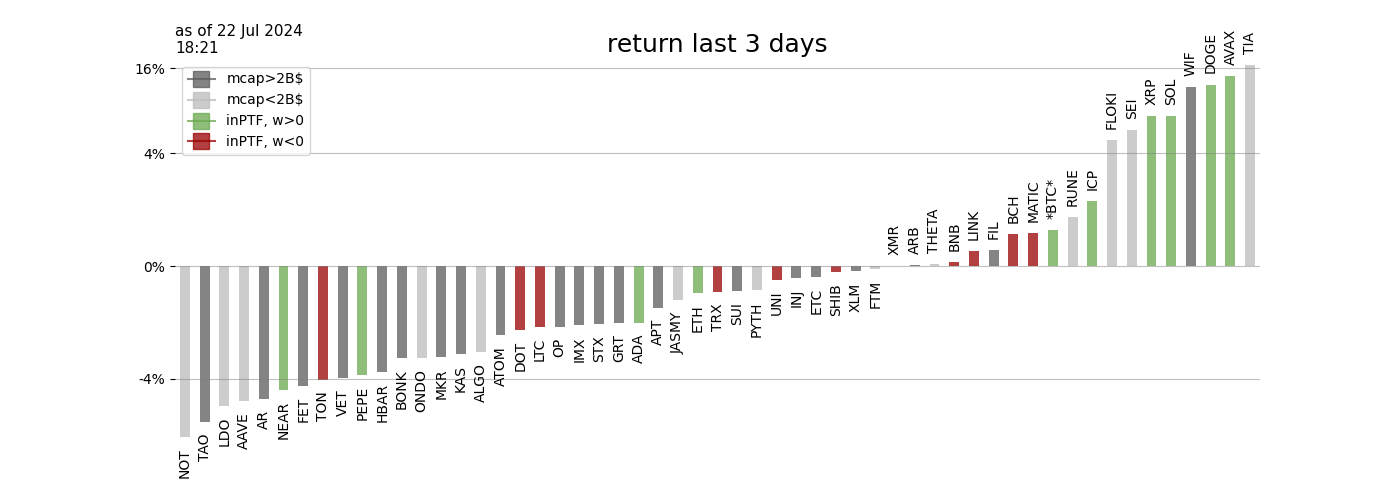 as of 22 Jul 2024
18:21
return last 3 days
16%
4%
0%
-4%
mcap>2B$
mcap<2B$
inPTF, w>0
inPTF, w<0
NOT
TAO
LDO
AAVE
AR
NEAR
FET
TON
VET
PEPE
HBAR
BONK
ONDO
MKR
KAS
ALGO
ATOM
DOT
LTC
OP
IMX
STX
GRT
ADA
APT
JASMY
ETH
TRX
SUI
PYTH
UNI
INJ
ETC
SHIB
XLM
FTM
XMR
ARB
THETA
BNB
LINK
FIL
BCH
MATIC
*BTC*
RUNE
ICP
FLOKI
SEI
XRP
SOL
WIF
DOGE
AVAX
TIA